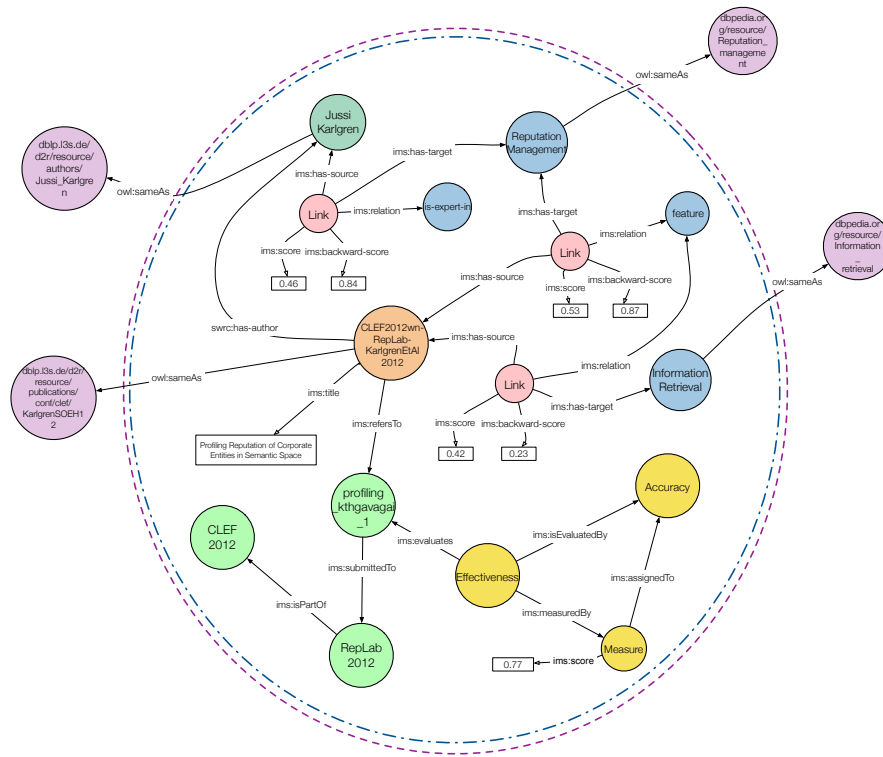 dbpedia.or
g/resource/
Reputation_
manageme
nt
owl:sameAs
Jussi
Karlgren
Reputation
Management
dblp.l3s.de/
d2r/resource/
authors/
Jussi_Karlgre
n
owl:sameAs
ims:has-target
ims:has-source
Link
ims:relation
is-expert-in
ims:has-target
feature
ims:relation
Link
dbpedia.or
g/resource/
Information
_
retrieval
owl:sameAs
ims:score
ims:backward-score
0.46
0.84
ims:has-source
ims:score
ims:backward-score
0.53
0.87
swrc:has-author
CLEF2012wn-
RepLab-
KarlgrenEtAl
2012
ims:has-source
ims:relation
Information
Retrieval
dblp.l3s.de/d2r/
resource/
publications/
conf/clef/
KarlgrenSOEH1
2
owl:sameAs
ims:title
Link
ims:has-target
ims:score
ims:backward-score
0.42
0.23
ims:refersTo
Profiling Reputation of Corporate
Entities in Semantic Space
profiling
_kthgavagai
_1
Accuracy
CLEF
2012
ims:evaluates
ims:isEvaluatedBy
ims:submittedTo
Effectiveness
ims:assignedTo
ims:isPartOf
ims:measuredBy
RepLab
2012
Measure
ims:score
0.77